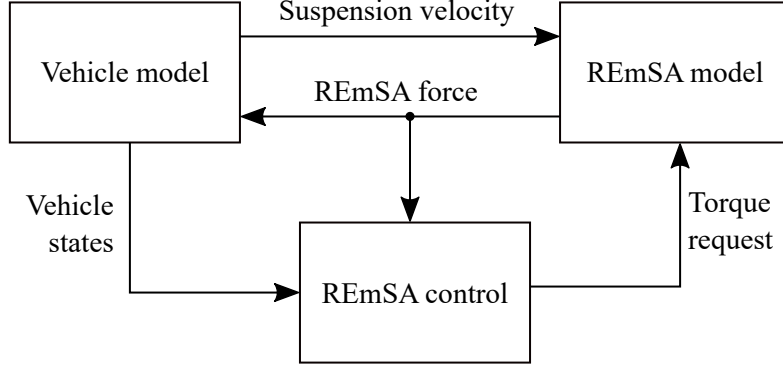 Suspension velocity
Vehicle model
REmSA model
REmSA force
Vehicle
states
Torque
request
REmSA control